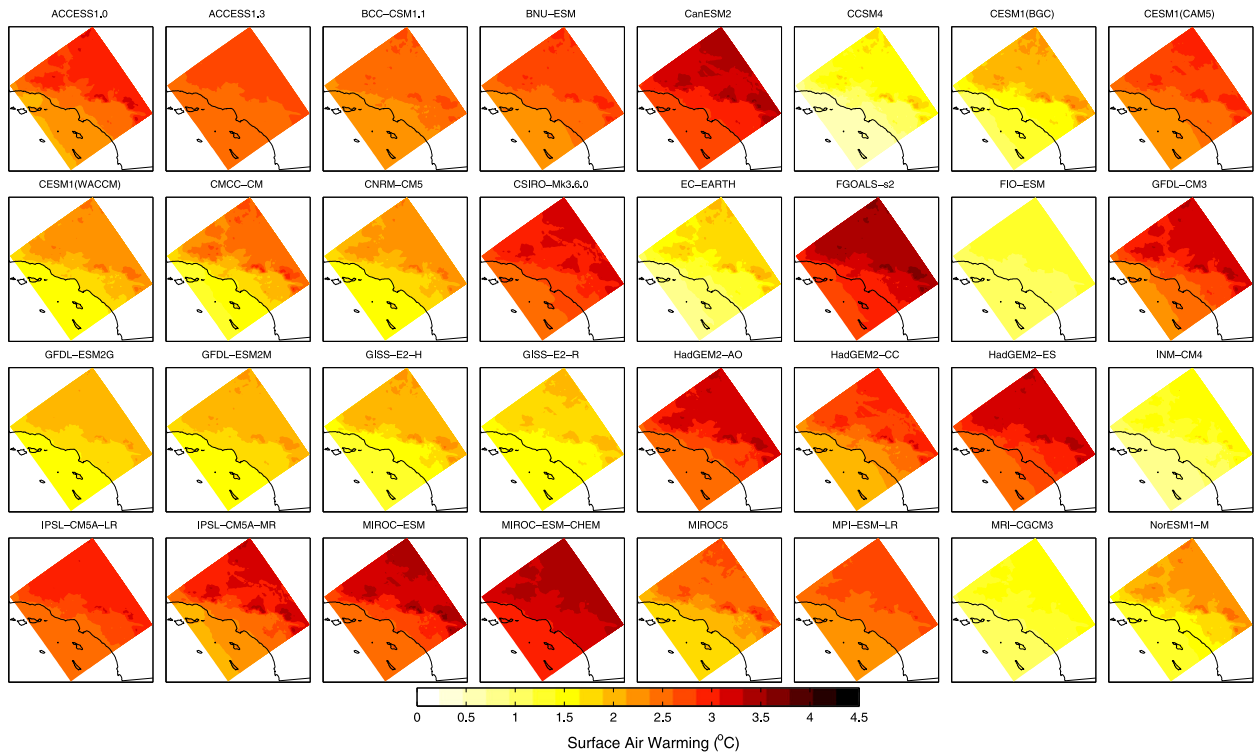 ACCESS1.0 ACCESS1.3 BCC−CSM1.1 BNU−ESM CanESM2 CCSM4 CESM1(BGC) CESM1(CAM5)
CESM1(WACCM) CMCC−CM CNRM−CM5 CSIRO−Mk3.6.0 EC−EARTH FGOALS−s2 FIO−ESM GFDL−CM3
GFDL−ESM2G GFDL−ESM2M GISS−E2−H GISS−E2−R HadGEM2−AO HadGEM2−CC HadGEM2−ES INM−CM4
IPSL−CM5A−LR IPSL−CM5A−MR MIROC−ESM MIROC−ESM−CHEM MIROC5 MPI−ESM−LR MRI−CGCM3 NorESM1−M
0 0.5 1 1.5 2 2.5 3 3.5 4 4.5
Surface Air Warming (°C)